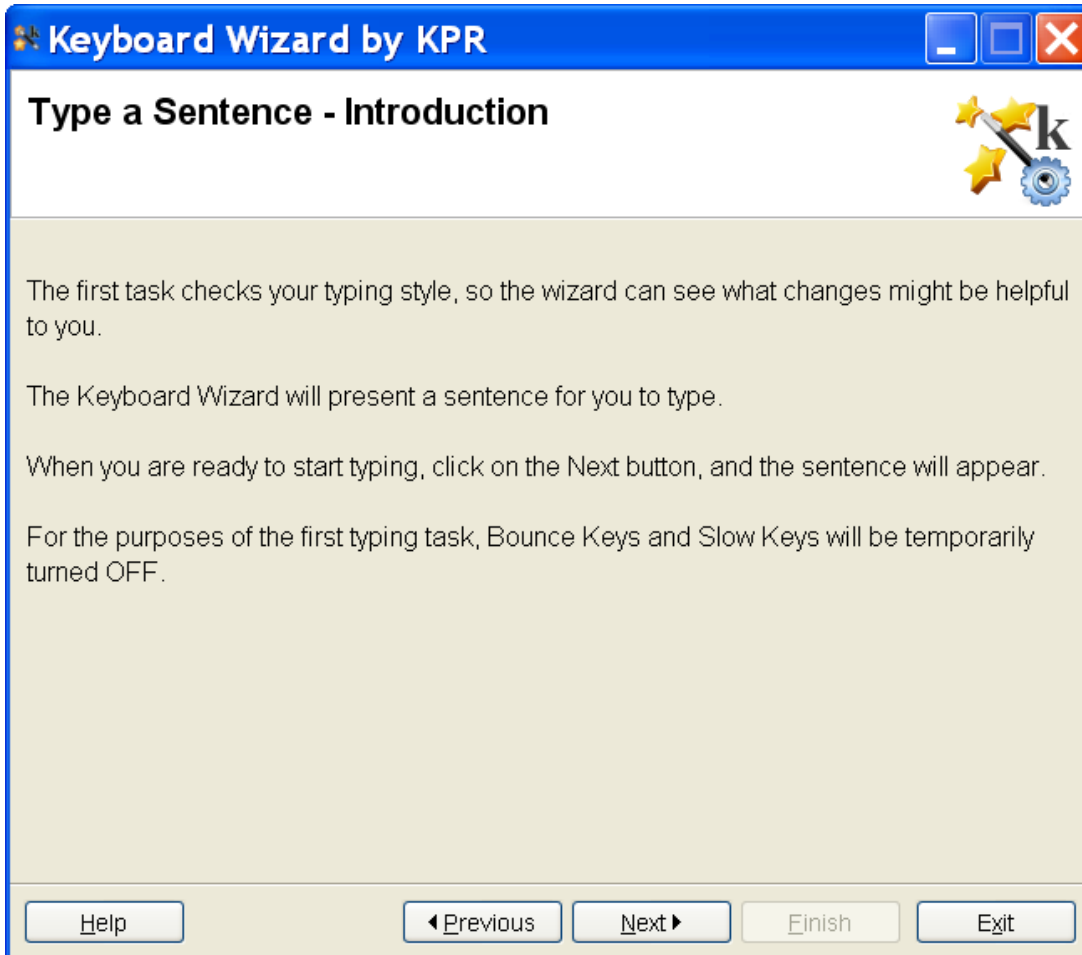 Keyboard Wizard by KPR
Type a Sentence - Introduction
k
The first task checks your typing style, so the wizard can see what changes might be helpful
to you.
The Keyboard Wizard will present a sentence for you to type.
When you are ready to start typing, click on the Next button, and the sentence will appear.
For the purposes of the first typing task, Bounce Keys and Slow Keys will be temporarily
turned OFF.
Help Previous Next Finish Exit